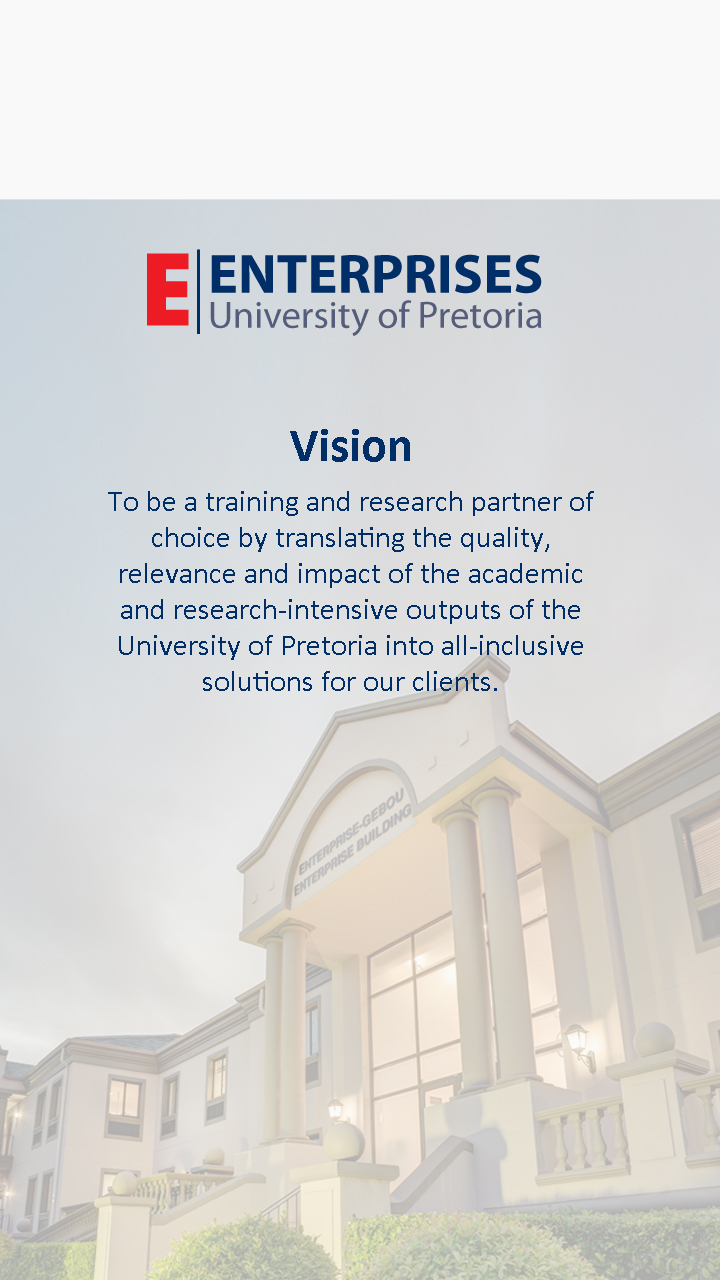 E ENTERPRISES
University of Pretoria
Vision
To be a training and research partner of
choice by translating the quality,
relevance and impact of the academic
and research-intensive outputs of the
University of Pretoria into all-inclusive
solutions for our clients.
ENTERPRISE-GEBOU
ENTERPRISE BUILDING